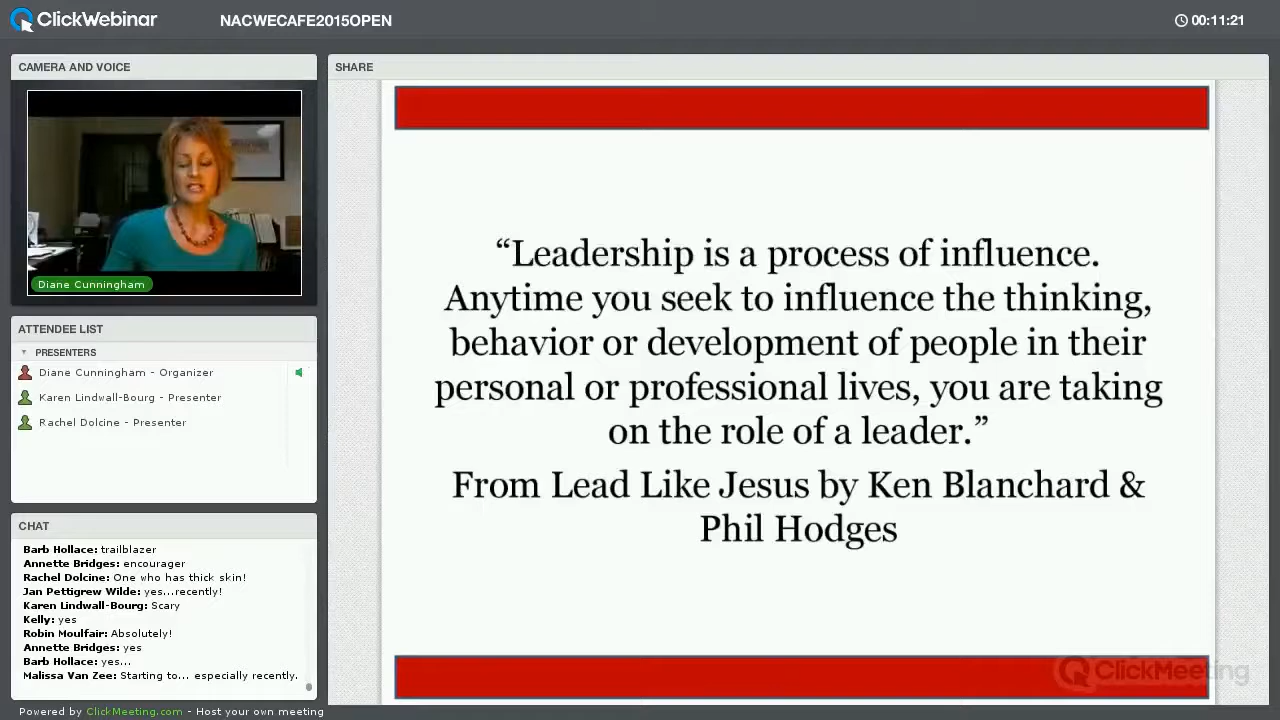 ClickWebinar
NACWECAFE2015OPEN
00:11:21
CAMERA AND VOICE
Diane Cunningham
ATTENDEE LIST
PRESENTERS
Diane Cunningham - Organizer
Karen Lindwall-Bourg - Presenter
Rachel Dolcine - Presenter
CHAT
Barb Hollace: trailblazer
Annette Bridges: encourager
Rachel Dolcine: One who has thick skin!
Jan Pettigrew Wilde: yes...recently!
Karen Lindwall-Bourg: Scary
Kelly: yes
Robin Moulfair: Absolutely!
Annette Bridges: yes
Barb Hollace: yes...
Malissa Van Zee: Starting to... especially recently.
Powered by ClickMeeting.com - Host your own meeting
SHARE
“Leadership is a process of influence.
Anytime you seek to influence the thinking,
behavior or development of people in their
personal or professional lives, you are taking
on the role of a leader.”
From Lead Like Jesus by Ken Blanchard &
Phil Hodges
ClickMeeting